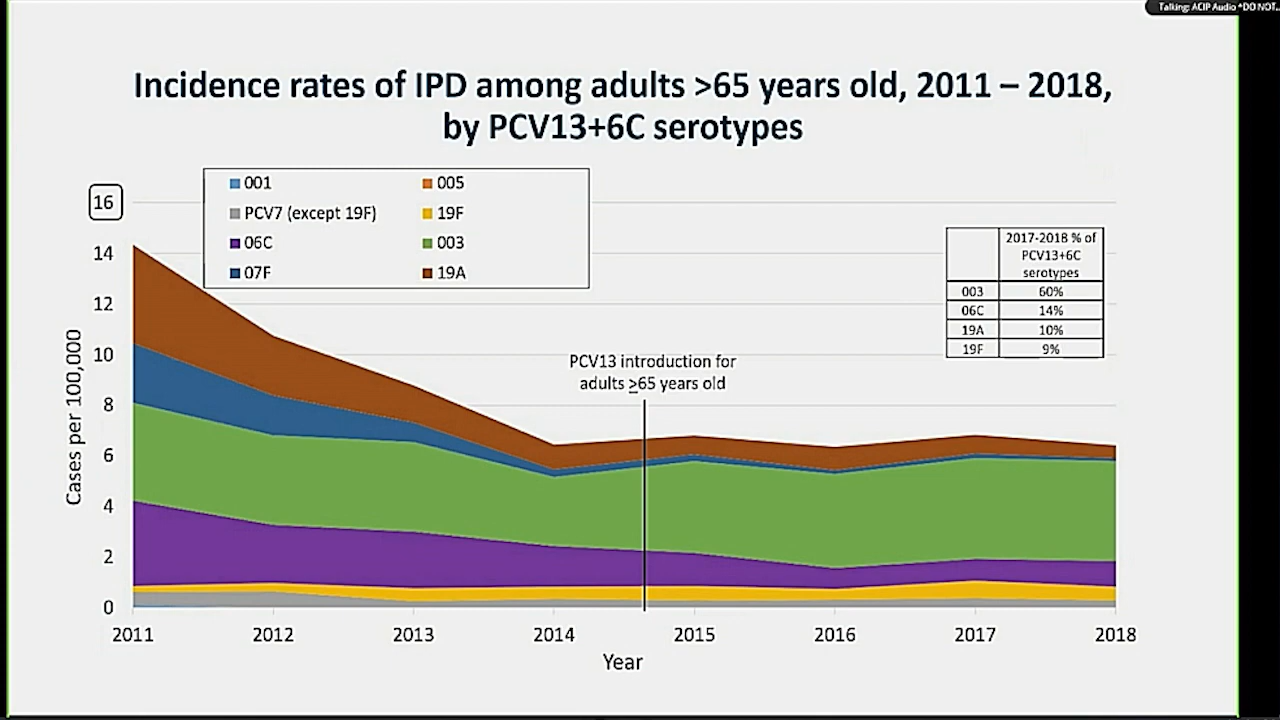 Talking: ACIP Audio *DO NOT...
Incidence rates of IPD among adults >65 years old, 2011 – 2018,
by PCV13+6C serotypes
001
005
PCV7 (except 19F)
19F
06C
003
07F
19A
16
14
12
10
8
6
4
2
0
Cases per 100,000
PCV13 introduction for
adults ≥65 years old
2017-2018 % of
PCV13+6C
serotypes
003 60%
06C 14%
19A 10%
19F 9%
2011 2012 2013 2014 2015 2016 2017 2018
Year